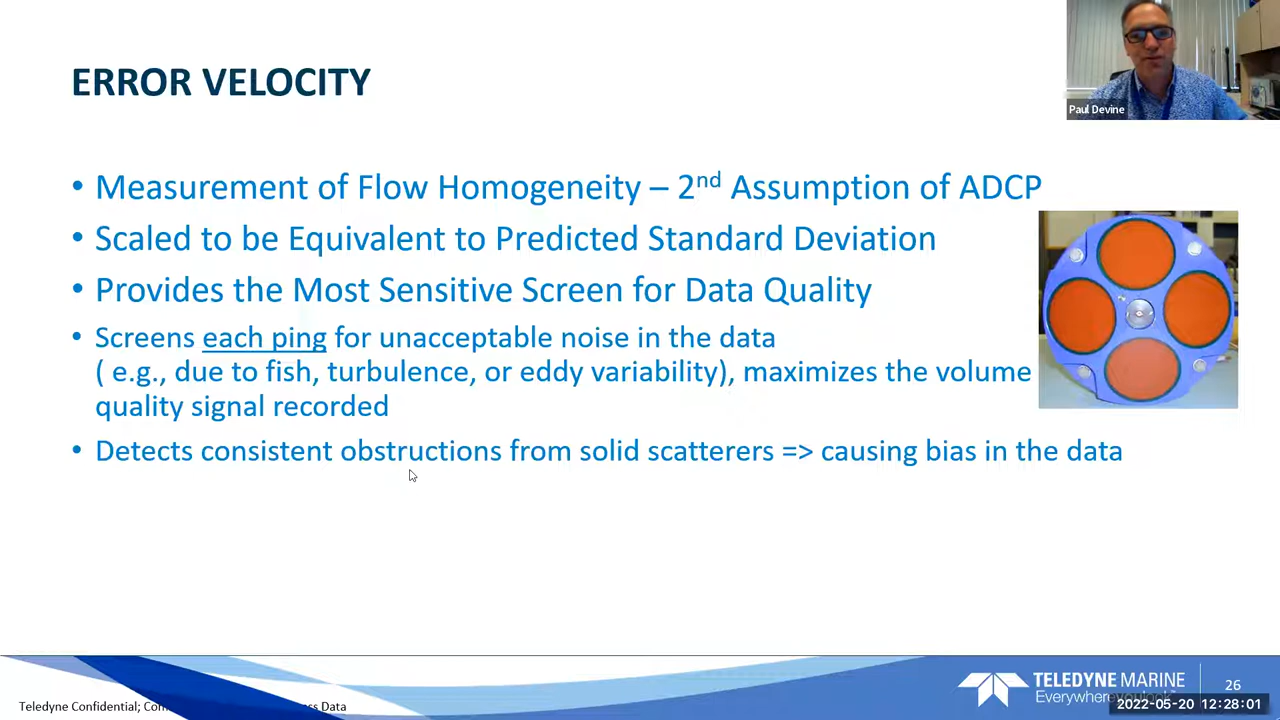 ERROR VELOCITY
Paul Devine
• Measurement of Flow Homogeneity – 2nd Assumption of ADCP
• Scaled to be Equivalent to Predicted Standard Deviation
• Provides the Most Sensitive Screen for Data Quality
• Screens each ping for unacceptable noise in the data
( e.g., due to fish, turbulence, or eddy variability), maximizes the volume
quality signal recorded
• Detects consistent obstructions from solid scatterers => causing bias in the data
TELEDYNE MARINE
26
2022-05-20 12:28:01
Teledyne Confidential; Data